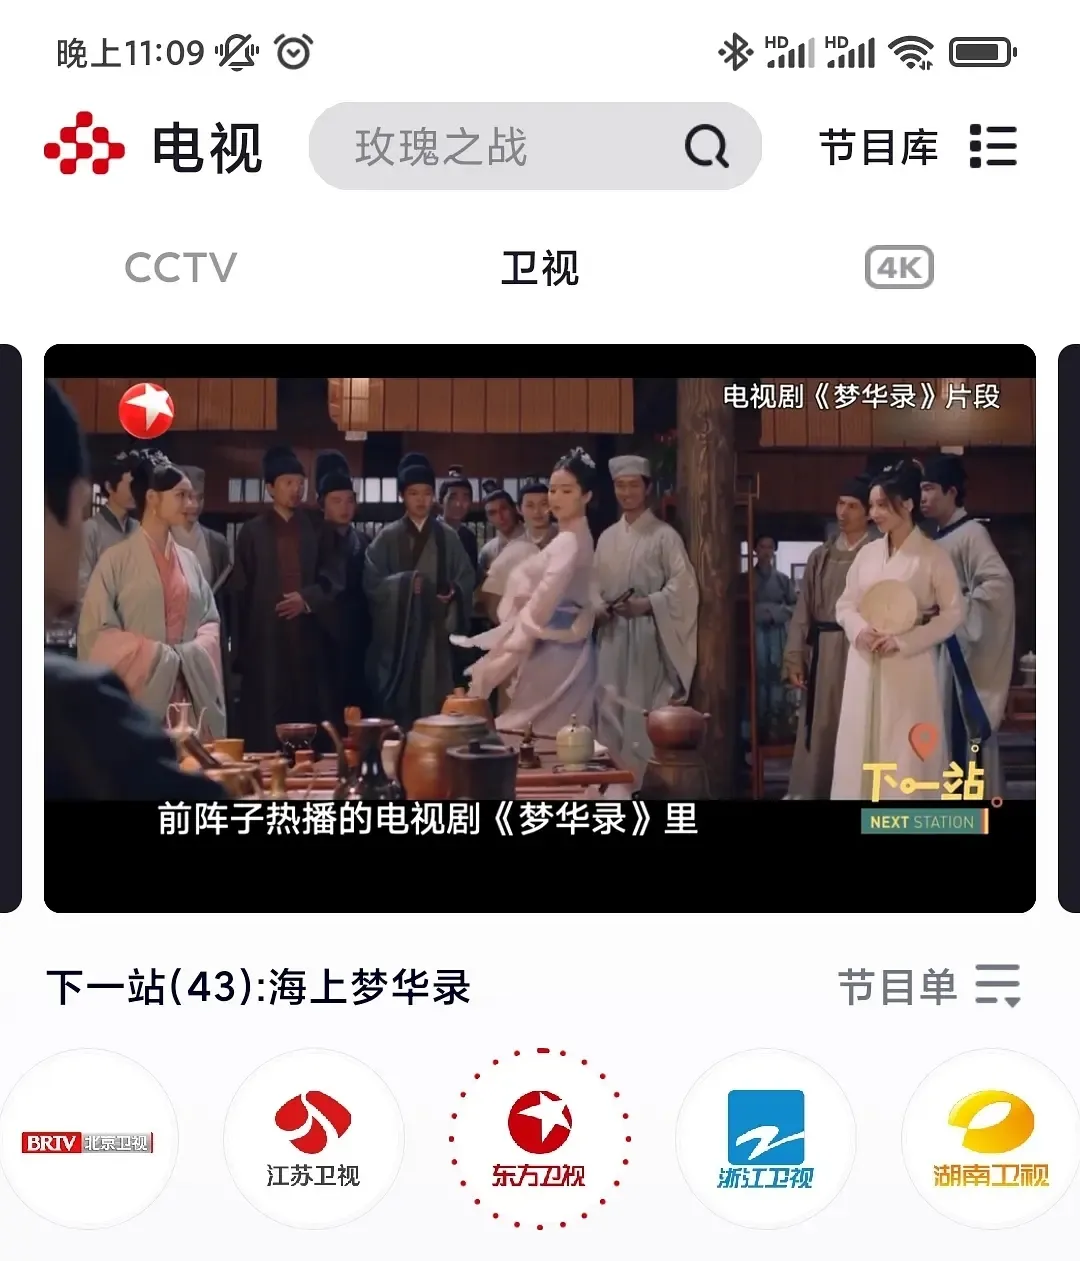 晚上11:09
HD HD
电视
玫瑰之战
节目库
CCTV
卫视
4K
电视剧《梦华录》片段
下一站
NEXT STATION
前阵子热播的电视剧《梦华录》里
下一站(43):海上梦华录
节目单
BRTV 北京卫视
江苏卫视
东方卫视
浙江卫视
湖南卫视